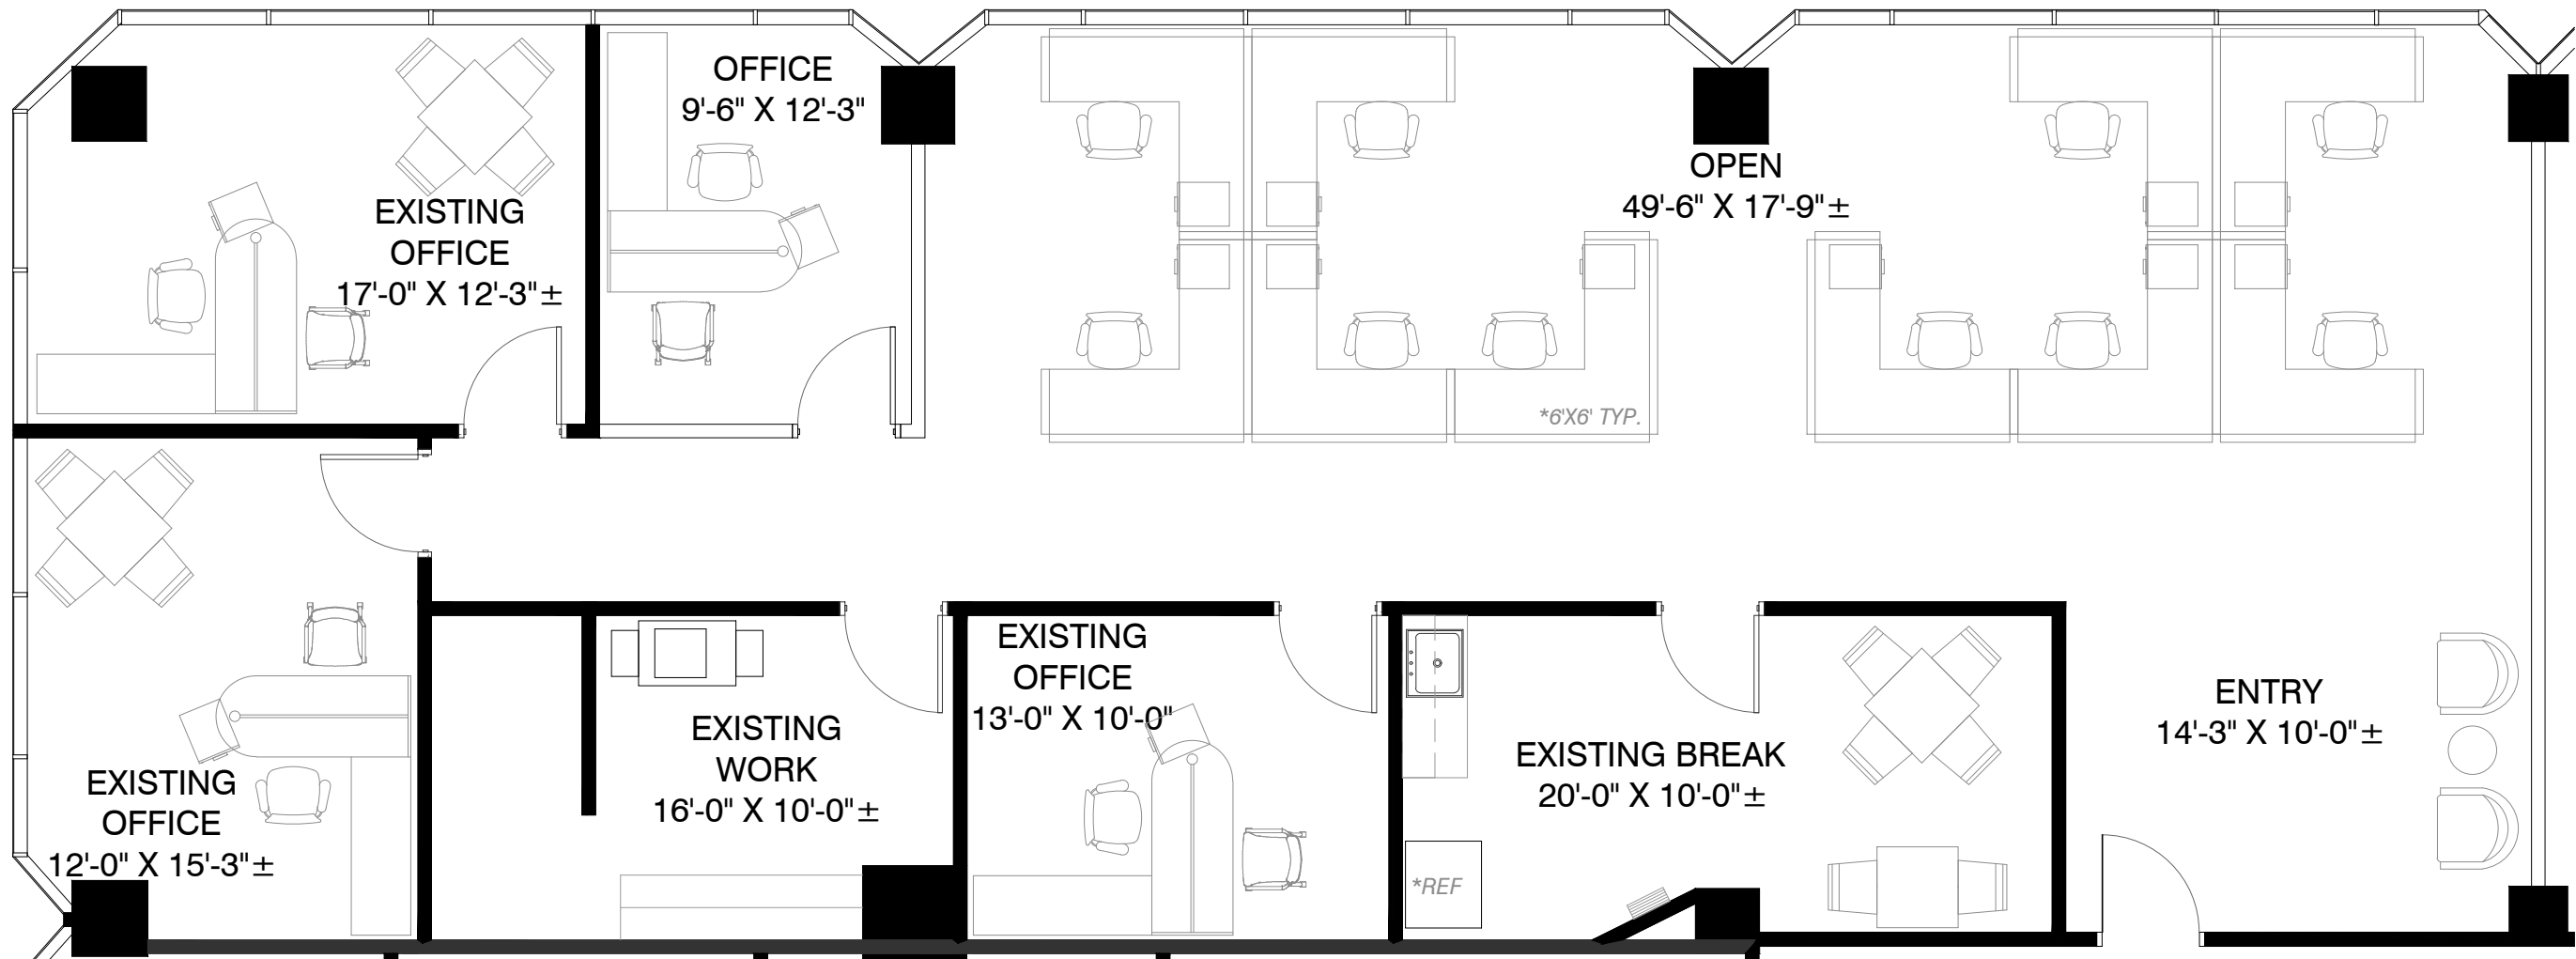 OFFICE
9'-6" X 12'-3"
OPEN
49'-6" X 17'-9"±
EXISTING
OFFICE
17'-0" X 12'-3"±
*6'X6' TYP.
EXISTING
OFFICE
13'-0" X 10'-0"
ENTRY
14'-3" X 10'-0"±
EXISTING
WORK
16'-0" X 10'-0"±
EXISTING BREAK
20'-0" X 10'-0"±
EXISTING
OFFICE
12'-0" X 15'-3"±
*REF